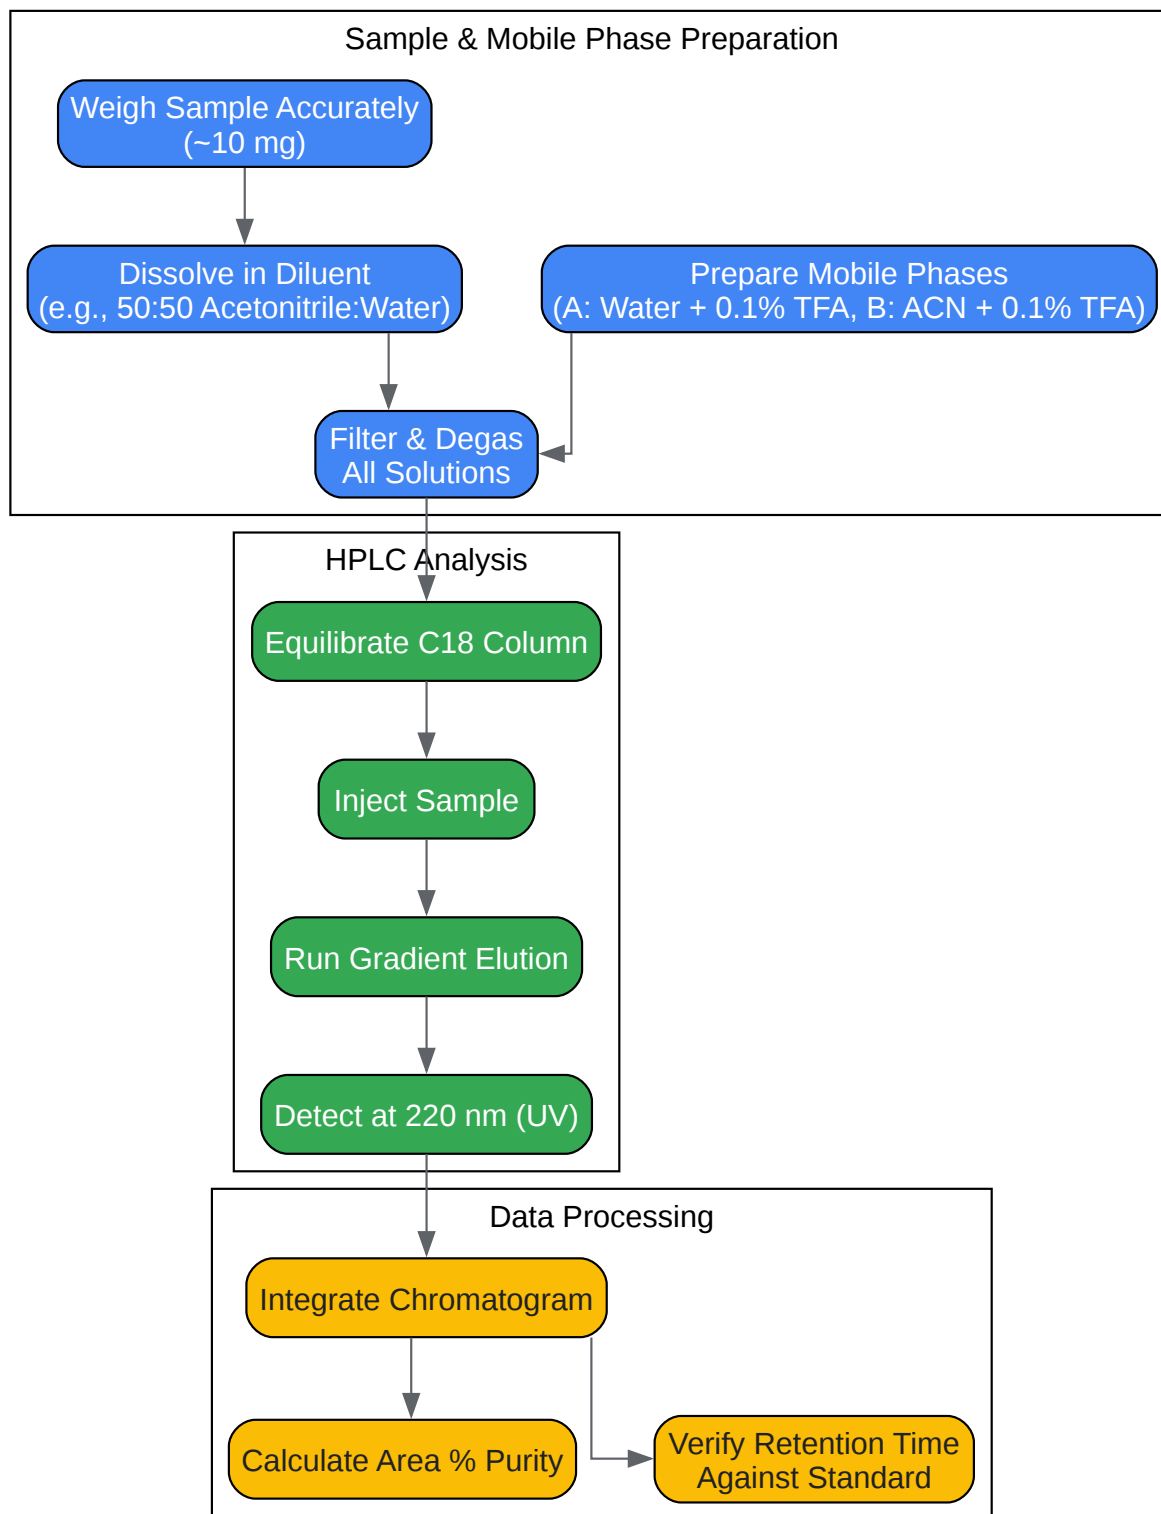 Sample & Mobile Phase Preparation
Weigh Sample Accurately
(~10 mg)
Dissolve in Diluent
(e.g., 50:50 Acetonitrile:Water)
Prepare Mobile Phases
(A: Water + 0.1% TFA, B: ACN + 0.1% TFA)
Filter & Degas
All Solutions
HPLC Analysis
Equilibrate C18 Column
Inject Sample
Run Gradient Elution
Detect at 220 nm (UV)
Data Processing
Integrate Chromatogram
Calculate Area % Purity
Verify Retention Time
Against Standard